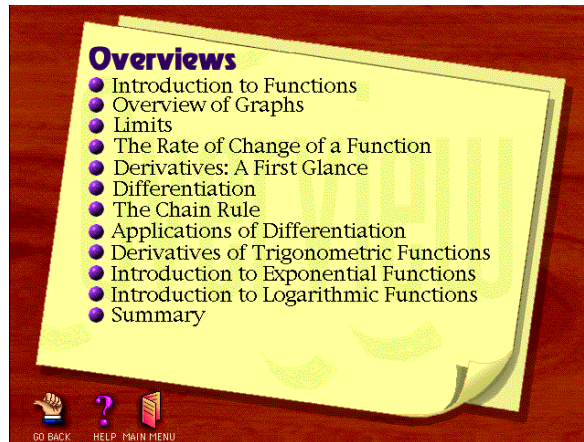 Overviews
Introduction to Functions
Overview of Graphs
Limits
The Rate of Change of a Function
Derivatives: A First Glance
Differentiation
The Chain Rule
Applications of Differentiation
Derivatives of Trigonometric Functions
Introduction to Exponential Functions
Introduction to Logarithmic Functions
Summary
GO BACK HELP MAIN MENU